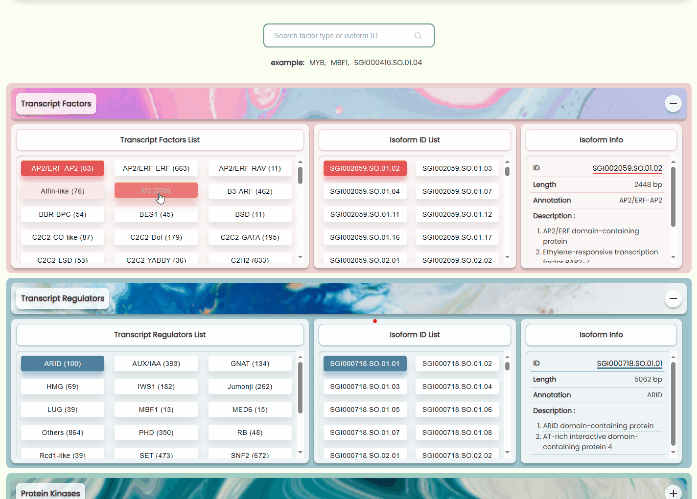 Search factor type or isoform ID
example: MYB, MBF1, SGI000416.SO.01.04
Transcript Factors
Transcript Factors List
Isoform ID List
Isoform Info
AP2/ERF-AP2 (83)
AP2/ERF-ERF (663)
AP2/ERF-RAV (11)
SGI002059.SO.01.02
SGI002059.SO.01.03
ID
SGI002059.SO.01.02
Alfin-like (76)
B3-ARF (462)
SGI002059.SO.01.04
SGI002059.SO.01.07
Length
2448 bp
BBR-BPC (54)
BES1 (45)
BSD (11)
SGI002059.SO.01.11
SGI002059.SO.01.12
Annotation
AP2/ERF-AP2
Description :
C2C2-CO-like (87)
C2C2-Dof (179)
C2C2-GATA (195)
SGI002059.SO.01.16
SGI002059.SO.01.17
1. AP2/ERF domain-containing
protein
2. Ethylene-responsive transcription
factor RAP2-7
C2C2-LSD (53)
C2C2-YABBY (36)
C2H2 (633)
SGI002059.SO.02.01
SGI002059.SO.02.02
Transcript Regulators
Transcript Regulators List
Isoform ID List
Isoform Info
ARID (100)
AUX/IAA (393)
GNAT (134)
SGI000718.SO.01.01
SGI000718.SO.01.02
ID
SGI000718.SO.01.01
HMG (69)
IWS1 (182)
Jumonji (262)
SGI000718.SO.01.03
SGI000718.SO.01.04
Length
5062 bp
LUG (39)
MBF1 (13)
MED6 (15)
SGI000718.SO.01.05
SGI000718.SO.01.06
Annotation
ARID
Description :
Others (864)
PHD (350)
RB (48)
SGI000718.SO.01.07
SGI000718.SO.01.08
1. ARID domain-containing protein
2. AT-rich interactive domain-
containing protein 4
Rcd1-like (39)
SET (473)
SNF2 (672)
SGI000718.SO.02.01
SGI000718.SO.02.02
Protein Kinases